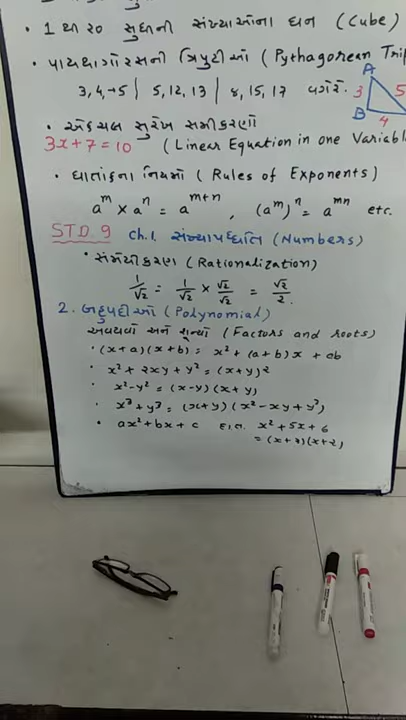 • 1 થી ૨૦ સુધીની સંખ્યાઓના ઘન (Cube)
• પાયથાગોરસની ત્રિપુટીઓ (Pythagorean Trip
3, 4, 5 | 5, 12, 13 | 8, 15, 17 વગેરે.
A
3 5
B 4
• એકચલ સુરેખ સમીકરણો
3x+7=10 (Linear Equation in one Variabl
• ઘાતાંકના નિયમો (Rules of Exponents)
a^m × a^n = a^(m+n) , (a^m)^n = a^(mn) etc.
STD. 9 Ch.1. સંખ્યાપદ્ધતિ (Numbers)
• સંમેયીકરણ (Rationalization)
1/√2 = 1/√2 × √2/√2 = √2/2.
2. બહુપદીઓ (Polynomial)
અવયવો અને શૂન્યો (Factors and roots)
• (x+a)(x+b) = x² + (a+b)x + ab
• x² + 2xy + y² = (x+y)²
• x²-y² = (x-y)(x+y)
• x³+y³ = (x+y)(x²-xy+y²)
• ax²+bx+c દા.ત. x²+5x+6
= (x+3)(x+2)